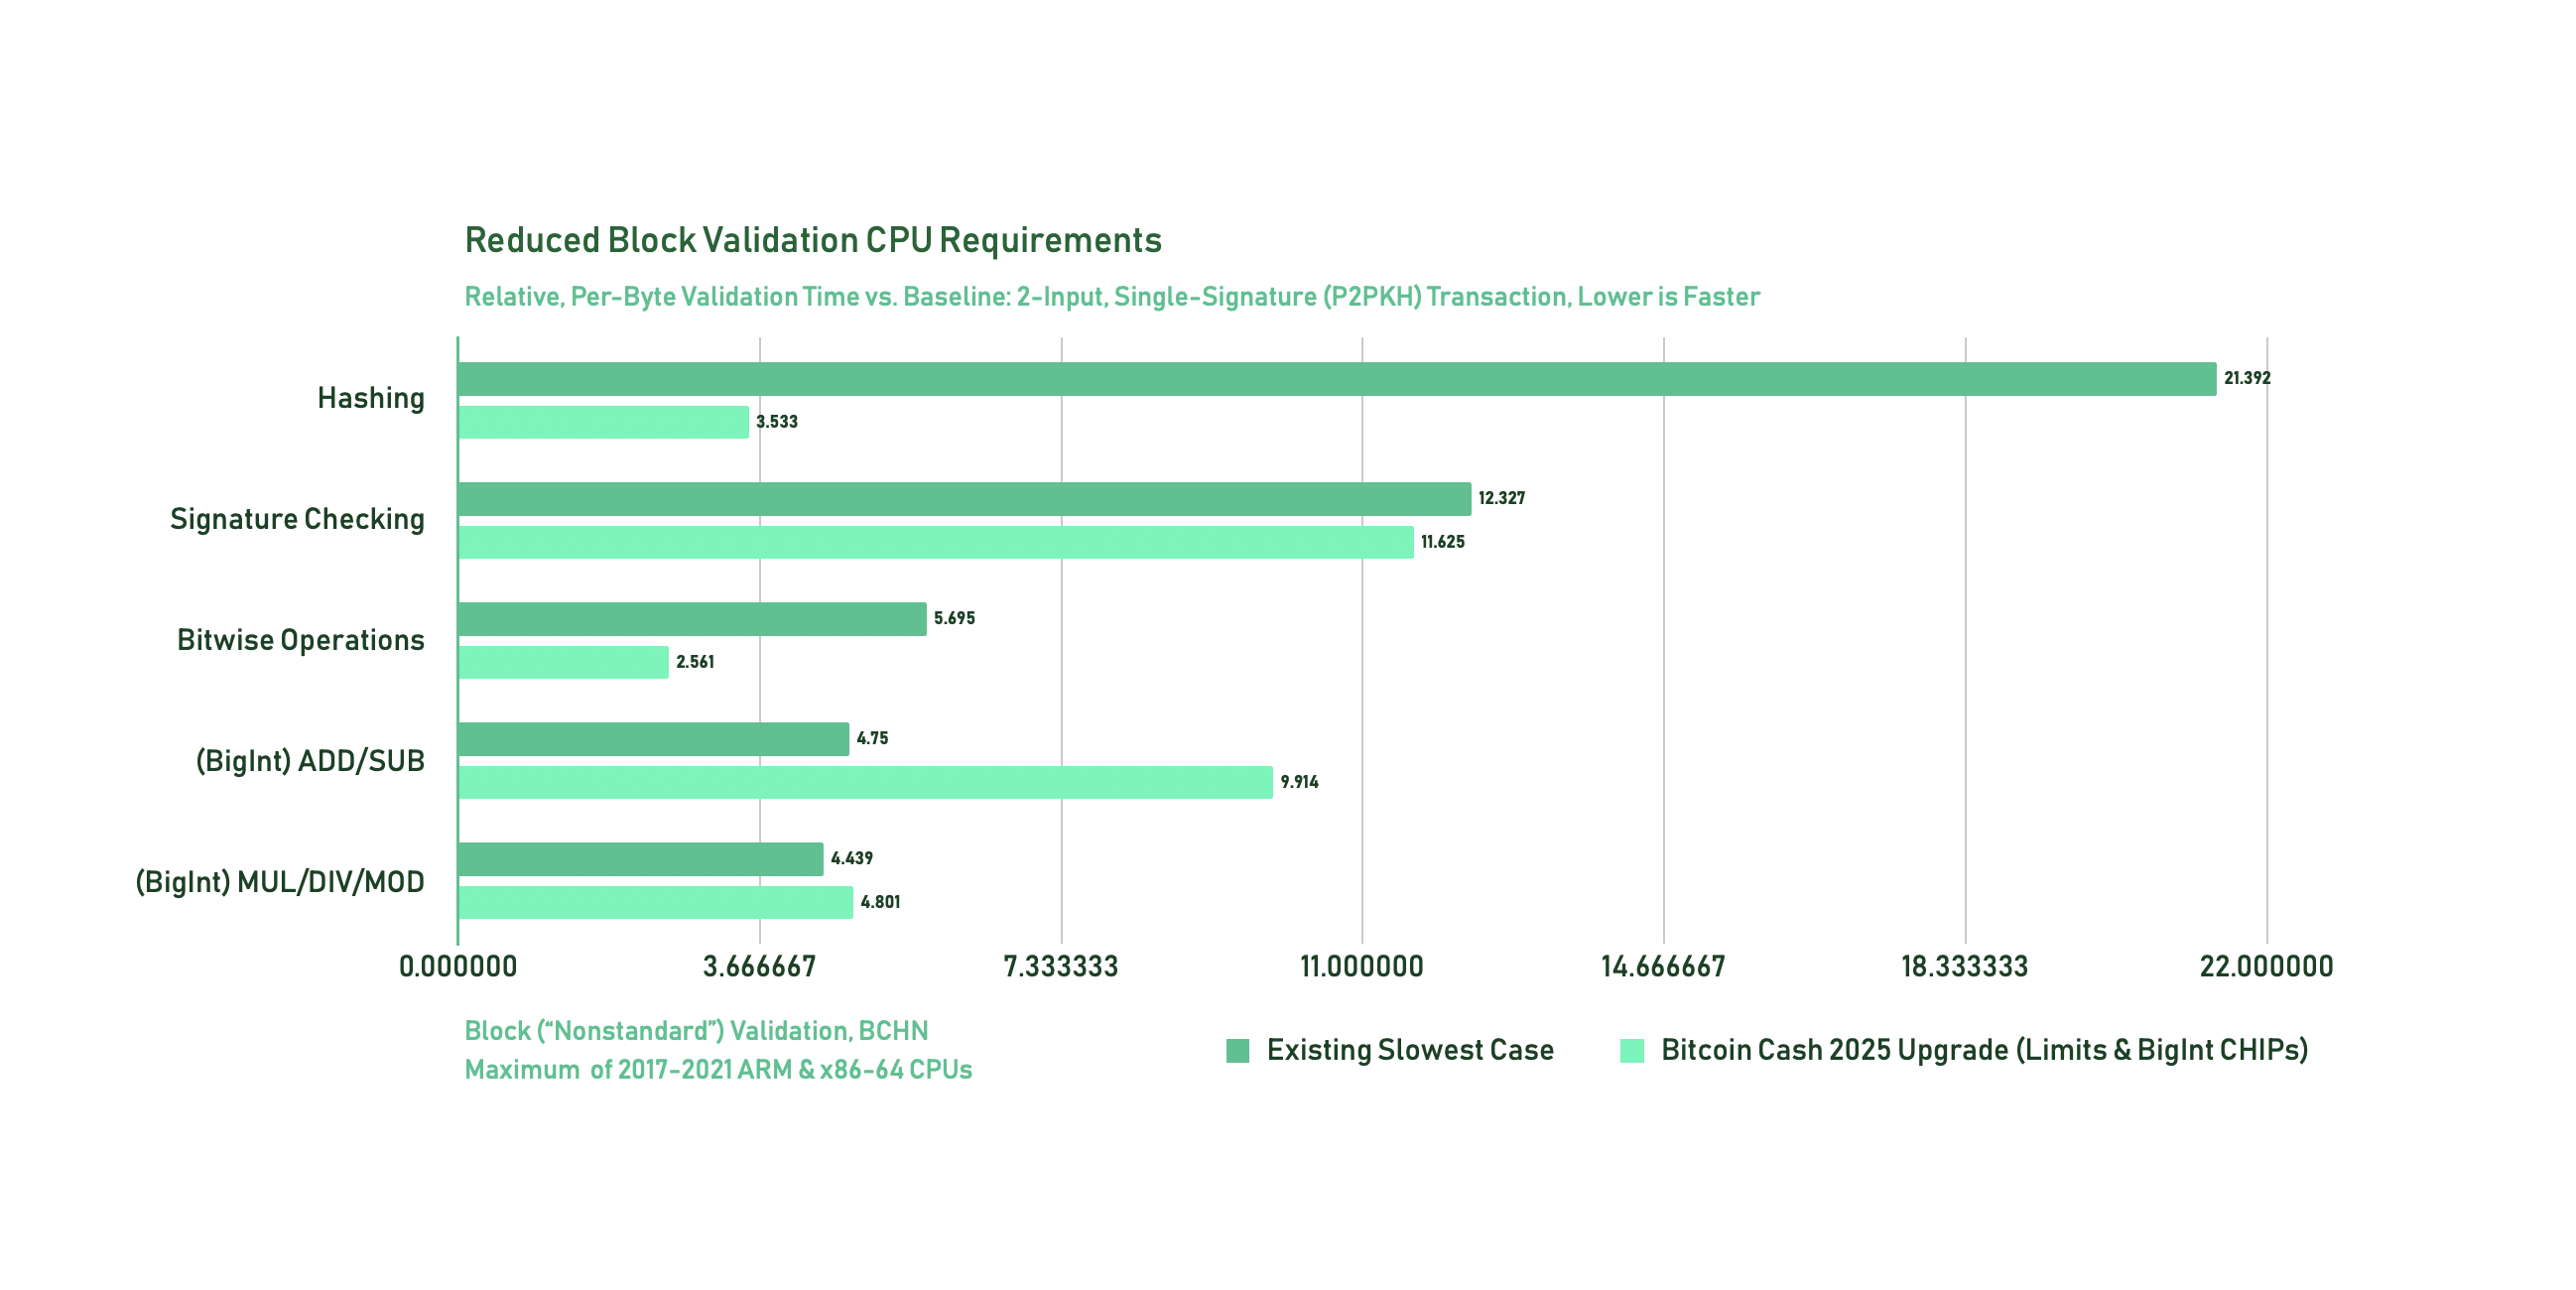 Reduced Block Validation CPU Requirements
Relative, Per-Byte Validation Time vs. Baseline: 2-Input, Single-Signature (P2PKH) Transaction, Lower is Faster
Hashing
21.392
3.533
Signature Checking
12.327
11.625
Bitwise Operations
5.695
2.561
(BigInt) ADD/SUB
4.75
9.914
(BigInt) MUL/DIV/MOD
4.439
4.801
0.000000 3.666667 7.333333 11.000000 14.666667 18.333333 22.000000
Block (“Nonstandard”) Validation, BCHN
Maximum of 2017-2021 ARM & x86-64 CPUs
Existing Slowest Case Bitcoin Cash 2025 Upgrade (Limits & BigInt CHIPs)